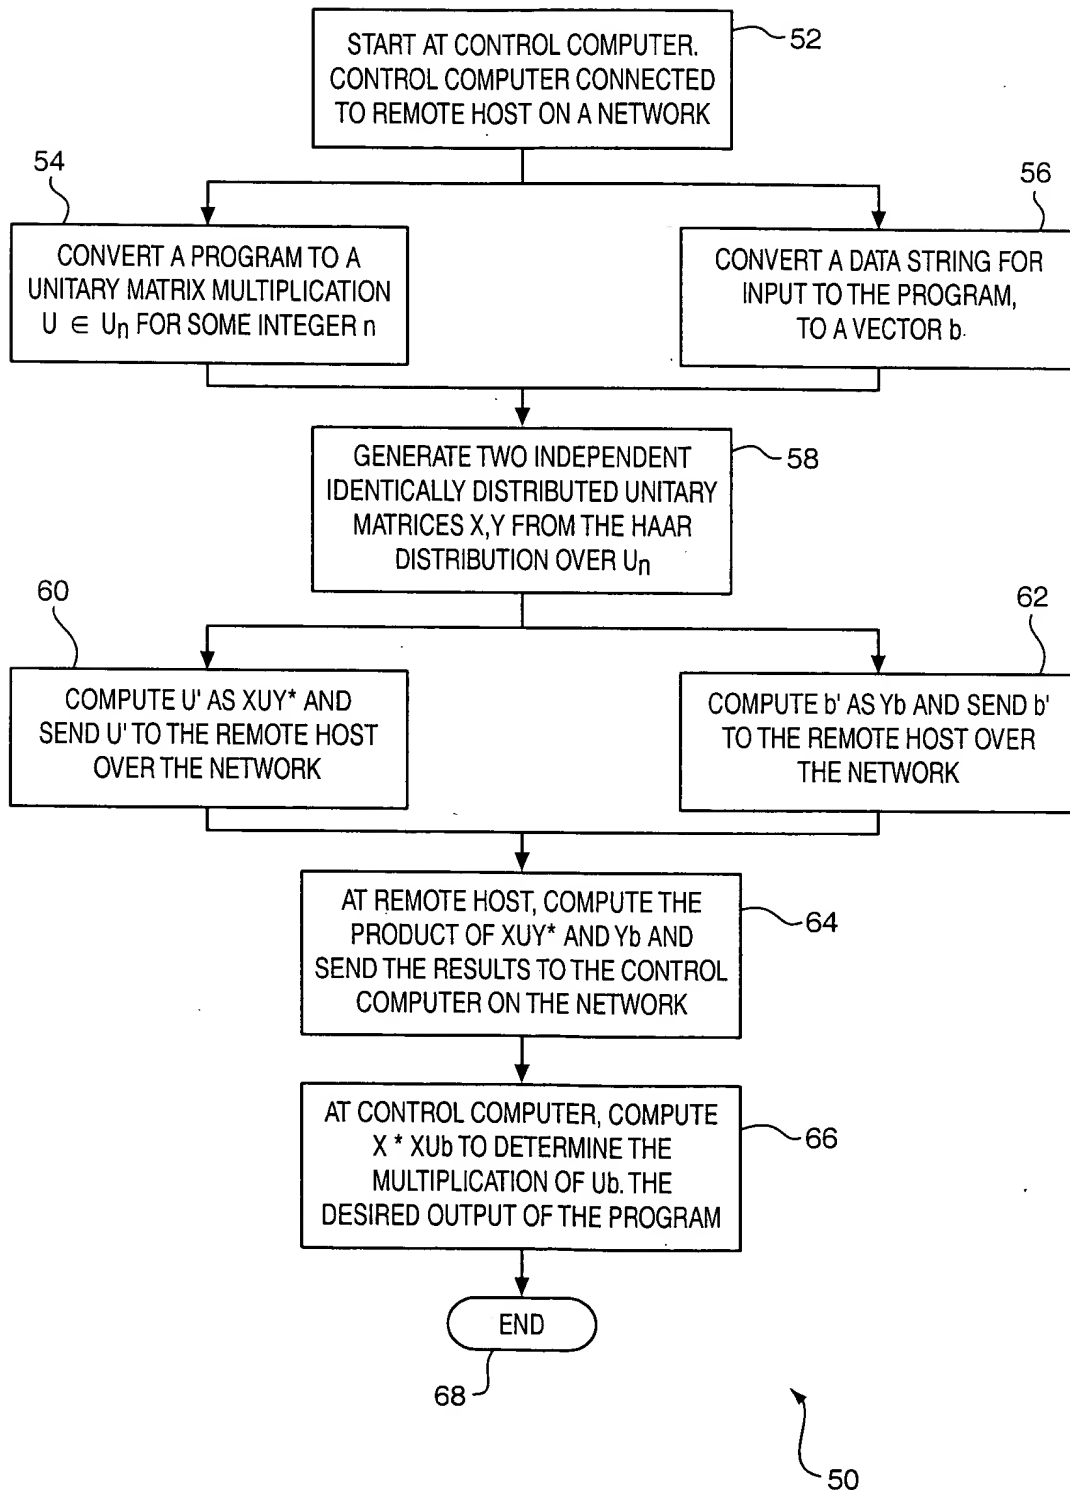 START AT CONTROL COMPUTER.
CONTROL COMPUTER CONNECTED
TO REMOTE HOST ON A NETWORK
52
54
CONVERT A PROGRAM TO A
UNITARY MATRIX MULTIPLICATION
U ∈ Un FOR SOME INTEGER n
56
CONVERT A DATA STRING FOR
INPUT TO THE PROGRAM,
TO A VECTOR b.
GENERATE TWO INDEPENDENT
IDENTICALLY DISTRIBUTED UNITARY
MATRICES X,Y FROM THE HAAR
DISTRIBUTION OVER Un
58
60
COMPUTE U' AS XUY* AND
SEND U' TO THE REMOTE HOST
OVER THE NETWORK
62
COMPUTE b' AS Yb AND SEND b'
TO THE REMOTE HOST OVER
THE NETWORK
AT REMOTE HOST, COMPUTE THE
PRODUCT OF XUY* AND Yb AND
SEND THE RESULTS TO THE CONTROL
COMPUTER ON THE NETWORK
64
AT CONTROL COMPUTER, COMPUTE
X * XUb TO DETERMINE THE
MULTIPLICATION OF Ub. THE
DESIRED OUTPUT OF THE PROGRAM
66
END
68
50